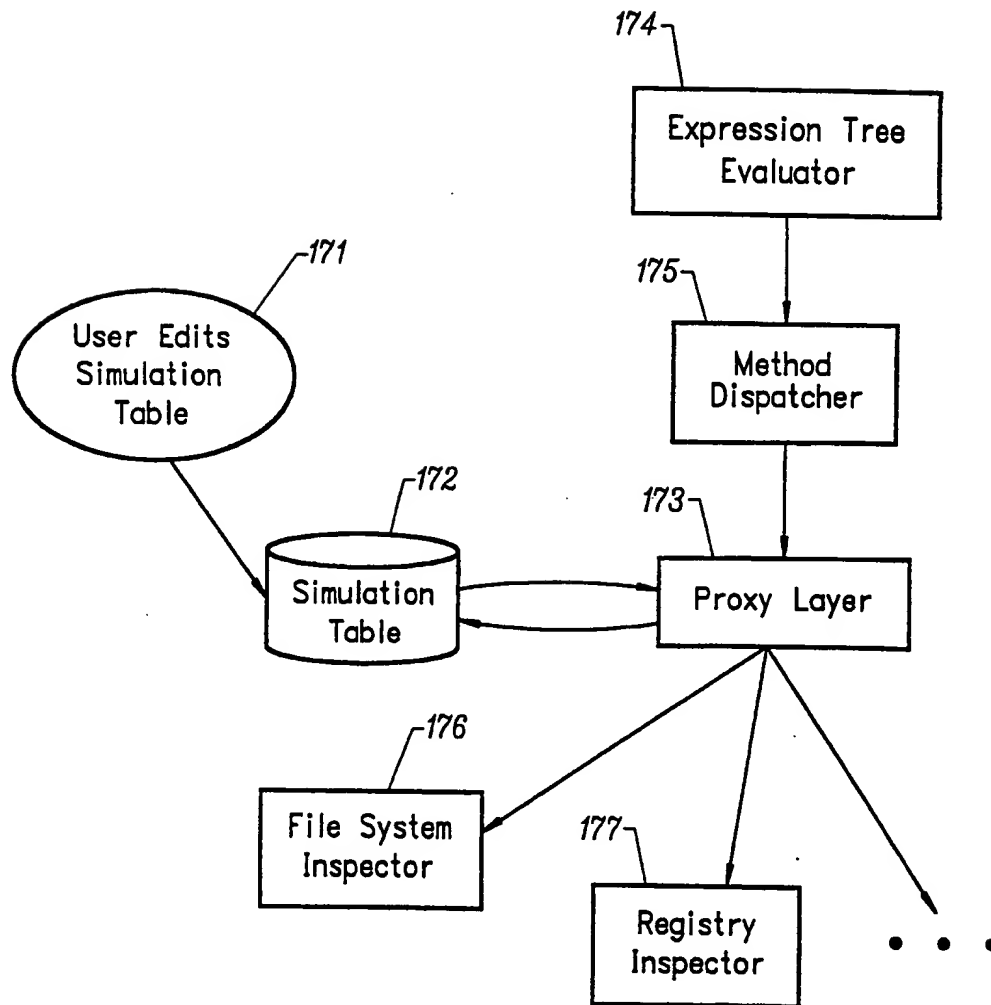 174
Expression Tree
Evaluator
171
User Edits
Simulation
Table
175
Method
Dispatcher
172
Simulation
Table
173
Proxy Layer
176
File System
Inspector
177
Registry
Inspector
• • •